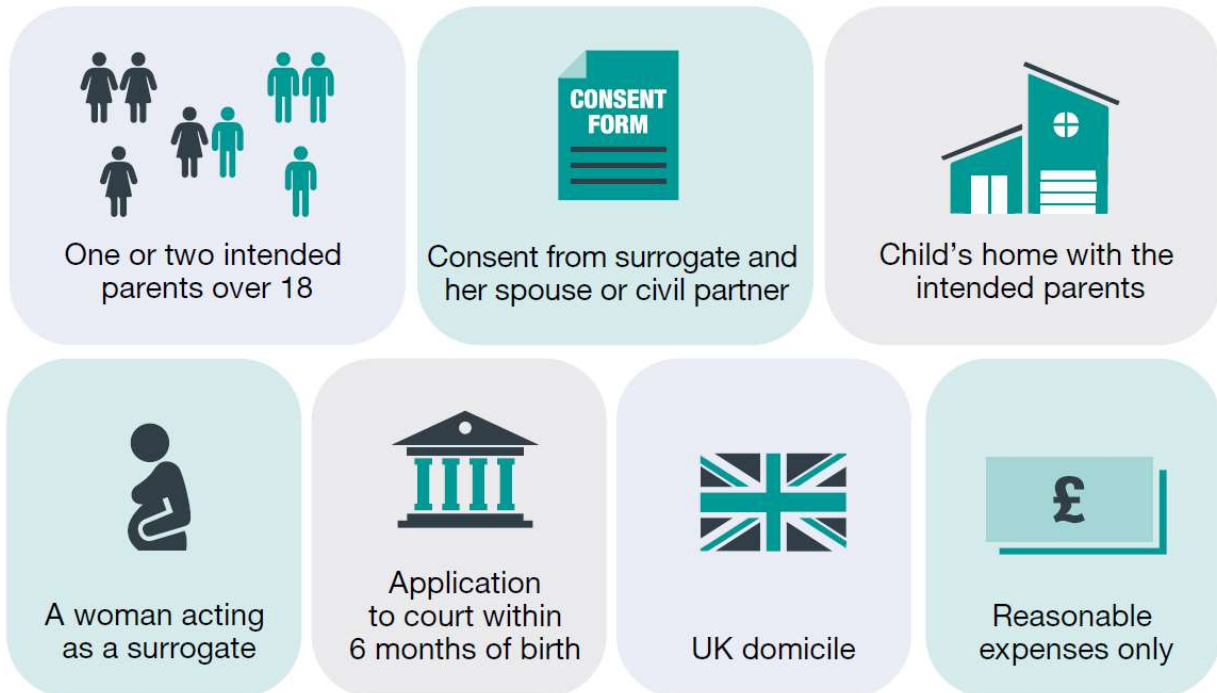 One or two intended
parents over 18
CONSENT
FORM
Consent from surrogate and
her spouse or civil partner
Child's home with the
intended parents
A woman acting
as a surrogate
Application
to court within
6 months of birth
UK domicile
£
Reasonable
expenses only